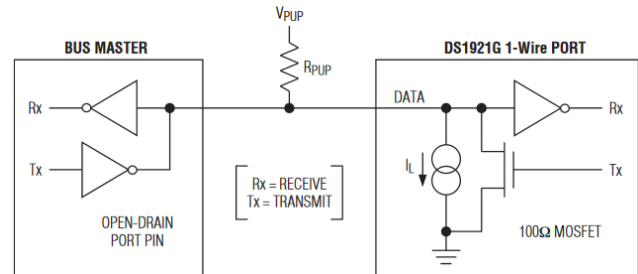 VPUP
BUS MASTER
DS1921G 1-Wire PORT
RPUP
DATA
Rx
Rx
Tx
IL
Tx
Rx = RECEIVE
Tx = TRANSMIT
OPEN-DRAIN
PORT PIN
100Ω MOSFET